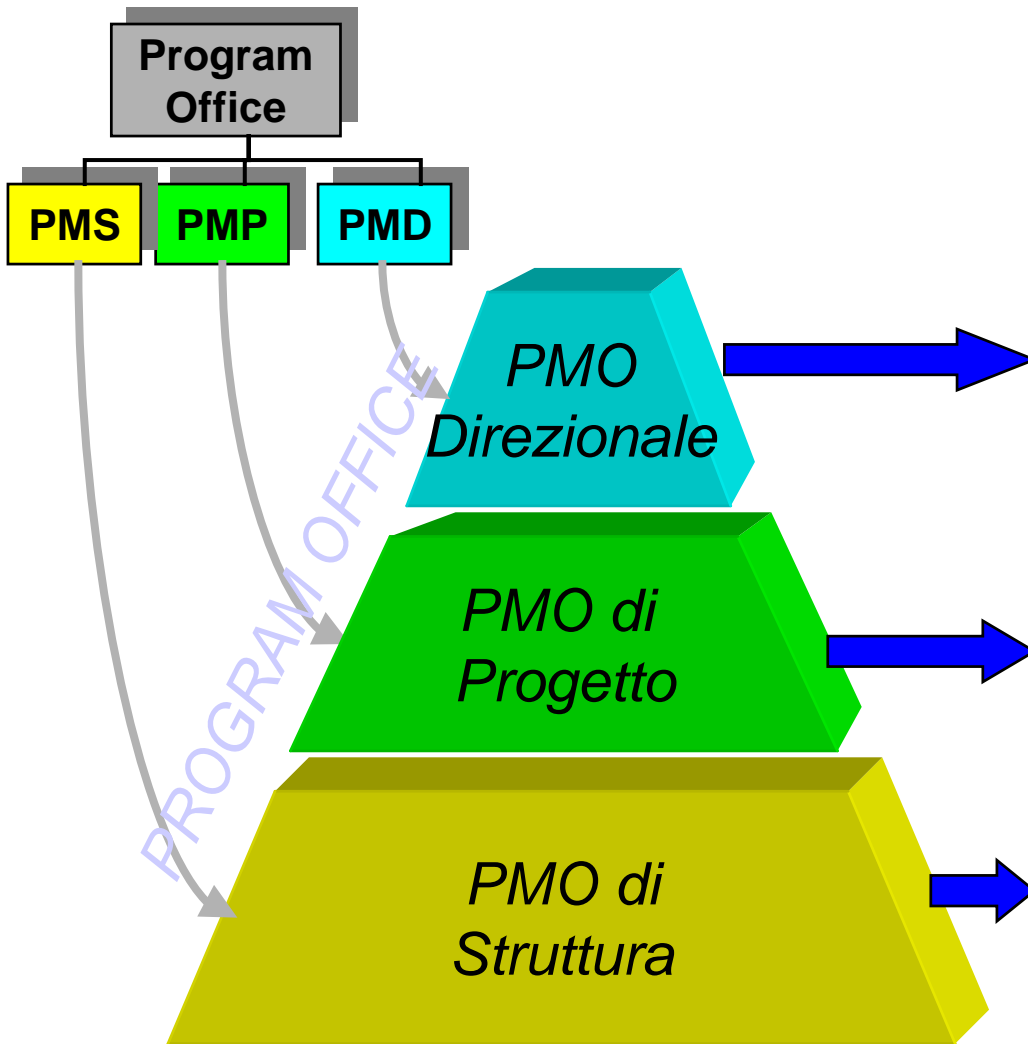 Program
Office
PMS
PMP
PMD
PMO
Direzionale
PROGRAM OFFICE
PMO di
Progetto
PMO di
Struttura